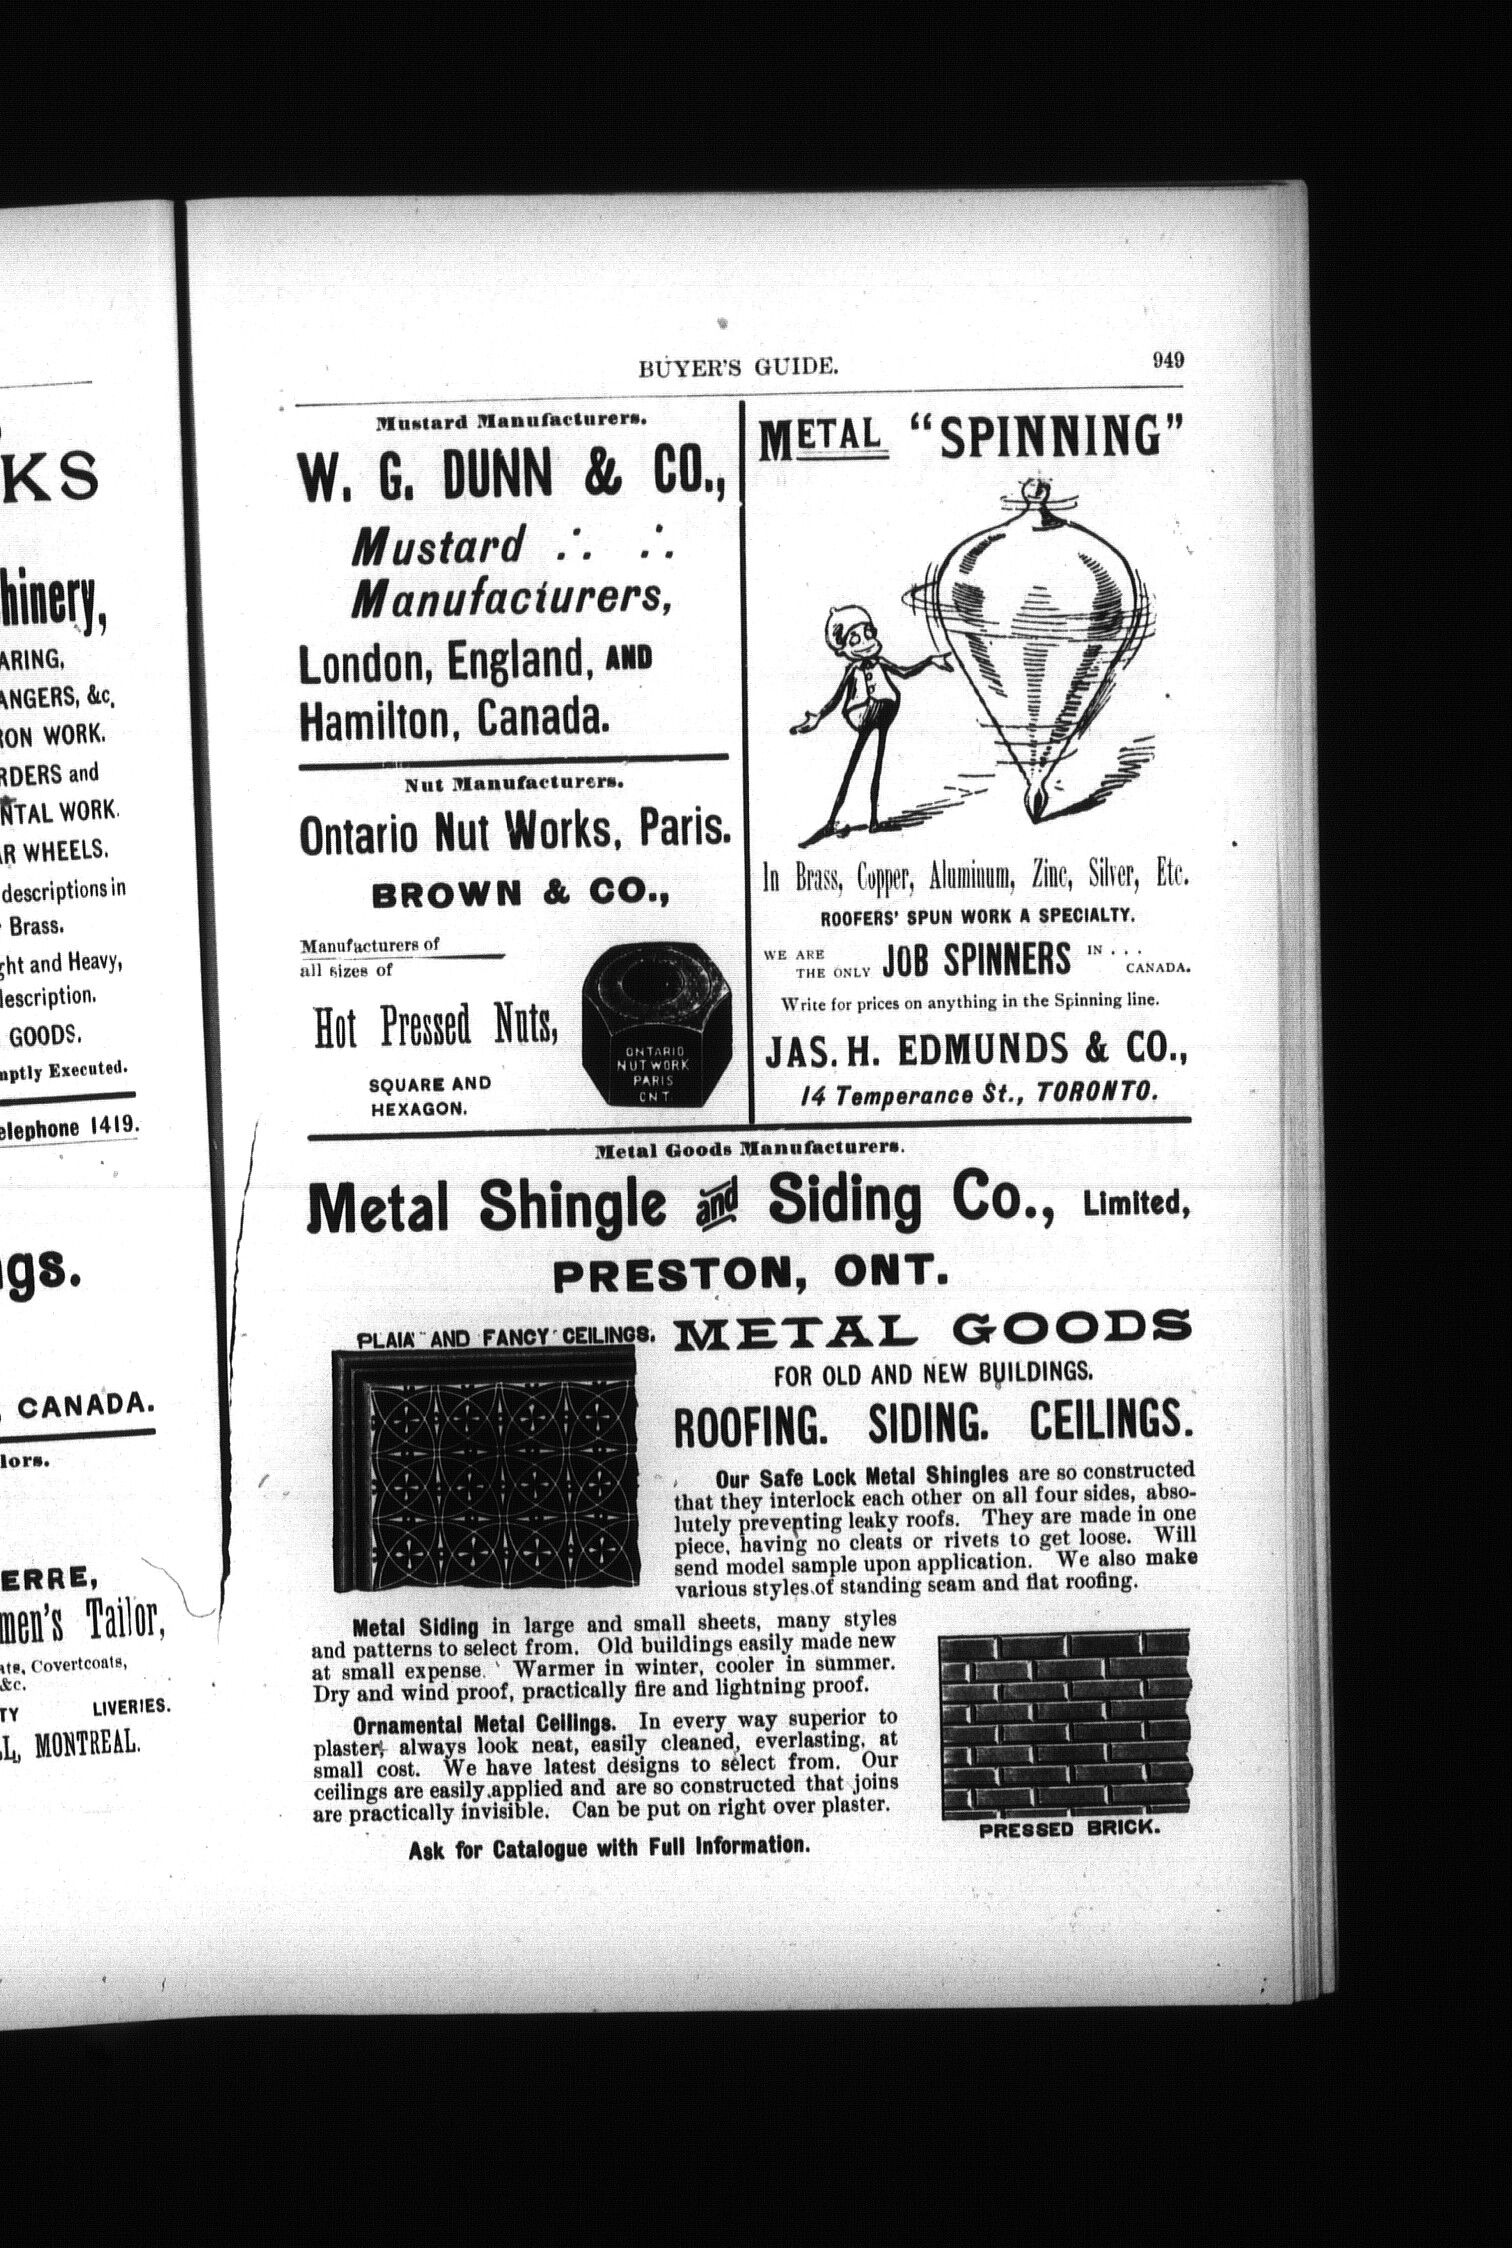 KS
hinery,
ARING,
ANGERS, &c,
RON WORK.
RDERS and
NTAL WORK.
AR WHEELS.
descriptions in
Brass.
ght and Heavy,
description.
GOODS.
mptly Executed.
elephone 1419.
gs.
, CANADA.
lors.
ERRE,
men's Tailor,
ats, Covertcoats,
&c.
TY LIVERIES.
LL, MONTREAL.
BUYER'S GUIDE. 949
Mustard Manufacturers.
W. G. DUNN & CO.,
Mustard ∴ ∴
Manufacturers,
London, England, AND
Hamilton, Canada.
Nut Manufacturers.
Ontario Nut Works, Paris.
BROWN & CO.,
Manufacturers of
all sizes of
Hot Pressed Nuts,
SQUARE AND
HEXAGON.
ONTARIO
NUT WORK
PARIS
ONT
METAL "SPINNING"
In Brass, Copper, Aluminum, Zinc, Silver, Etc.
ROOFERS' SPUN WORK A SPECIALTY.
WE ARE THE ONLY JOB SPINNERS IN . . . CANADA.
Write for prices on anything in the Spinning line.
JAS. H. EDMUNDS & CO.,
14 Temperance St., TORONTO.
Metal Goods Manufacturers.
Metal Shingle and Siding Co., Limited,
PRESTON, ONT.
PLAIA AND FANCY CEILINGS.
METAL GOODS
FOR OLD AND NEW BUILDINGS.
ROOFING. SIDING. CEILINGS.
Our Safe Lock Metal Shingles are so constructed
that they interlock each other on all four sides, abso-
lutely preventing leaky roofs. They are made in one
piece, having no cleats or rivets to get loose. Will
send model sample upon application. We also make
various styles of standing seam and flat roofing.
Metal Siding in large and small sheets, many styles
and patterns to select from. Old buildings easily made new
at small expense. Warmer in winter, cooler in summer.
Dry and wind proof, practically fire and lightning proof.
Ornamental Metal Ceilings. In every way superior to
plaster, always look neat, easily cleaned, everlasting, at
small cost. We have latest designs to select from. Our
ceilings are easily applied and are so constructed that joins
are practically invisible. Can be put on right over plaster.
Ask for Catalogue with Full Information.
PRESSED BRICK.